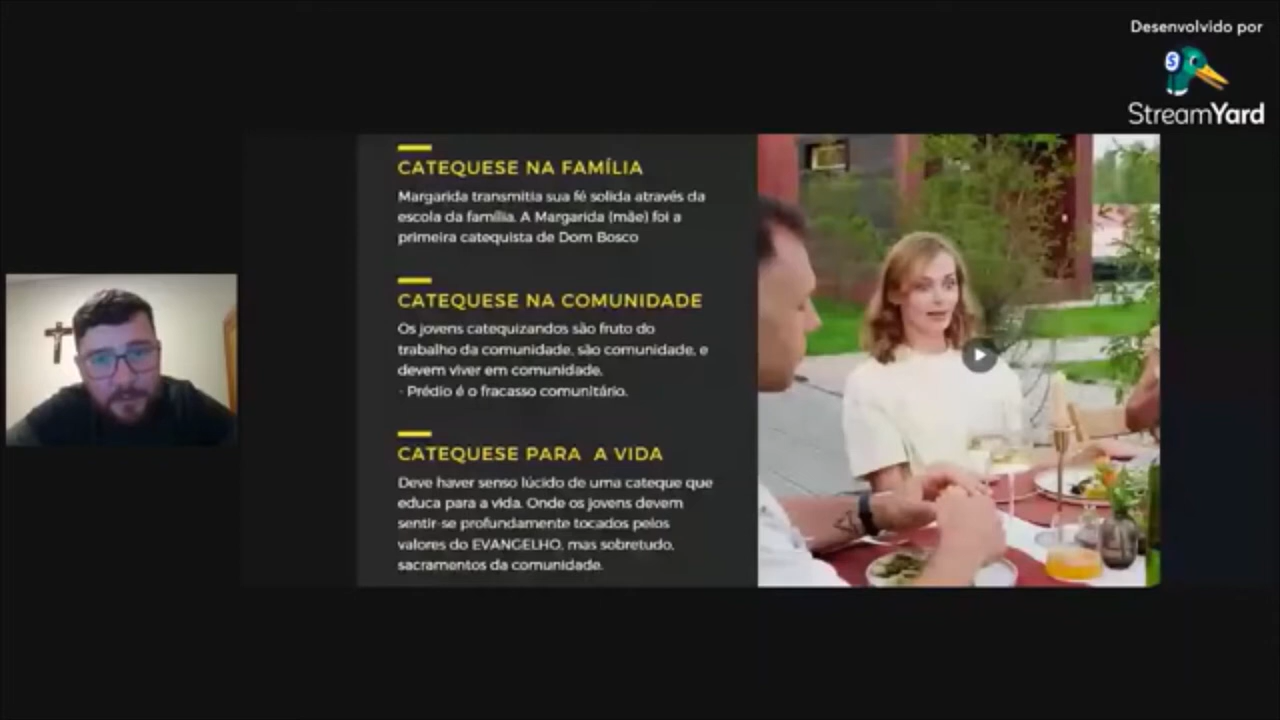 Desenvolvido por
StreamYard
CATEQUESE NA FAMÍLIA
Margarida transmitia sua fé solida através da
escola da família. A Margarida (mãe) foi a
primeira catequista de Dom Bosco
CATEQUESE NA COMUNIDADE
Os jovens catequizandos são fruto do
trabalho da comunidade, são comunidade, e
devem viver em comunidade.
- Prédio é o fracasso comunitário.
CATEQUESE PARA A VIDA
Deve haver senso lúcido de uma cateque que
educa para a vida. Onde os jovens devem
sentir-se profundamente tocados pelos
valores do EVANGELHO, mas sobretudo,
sacramentos da comunidade.